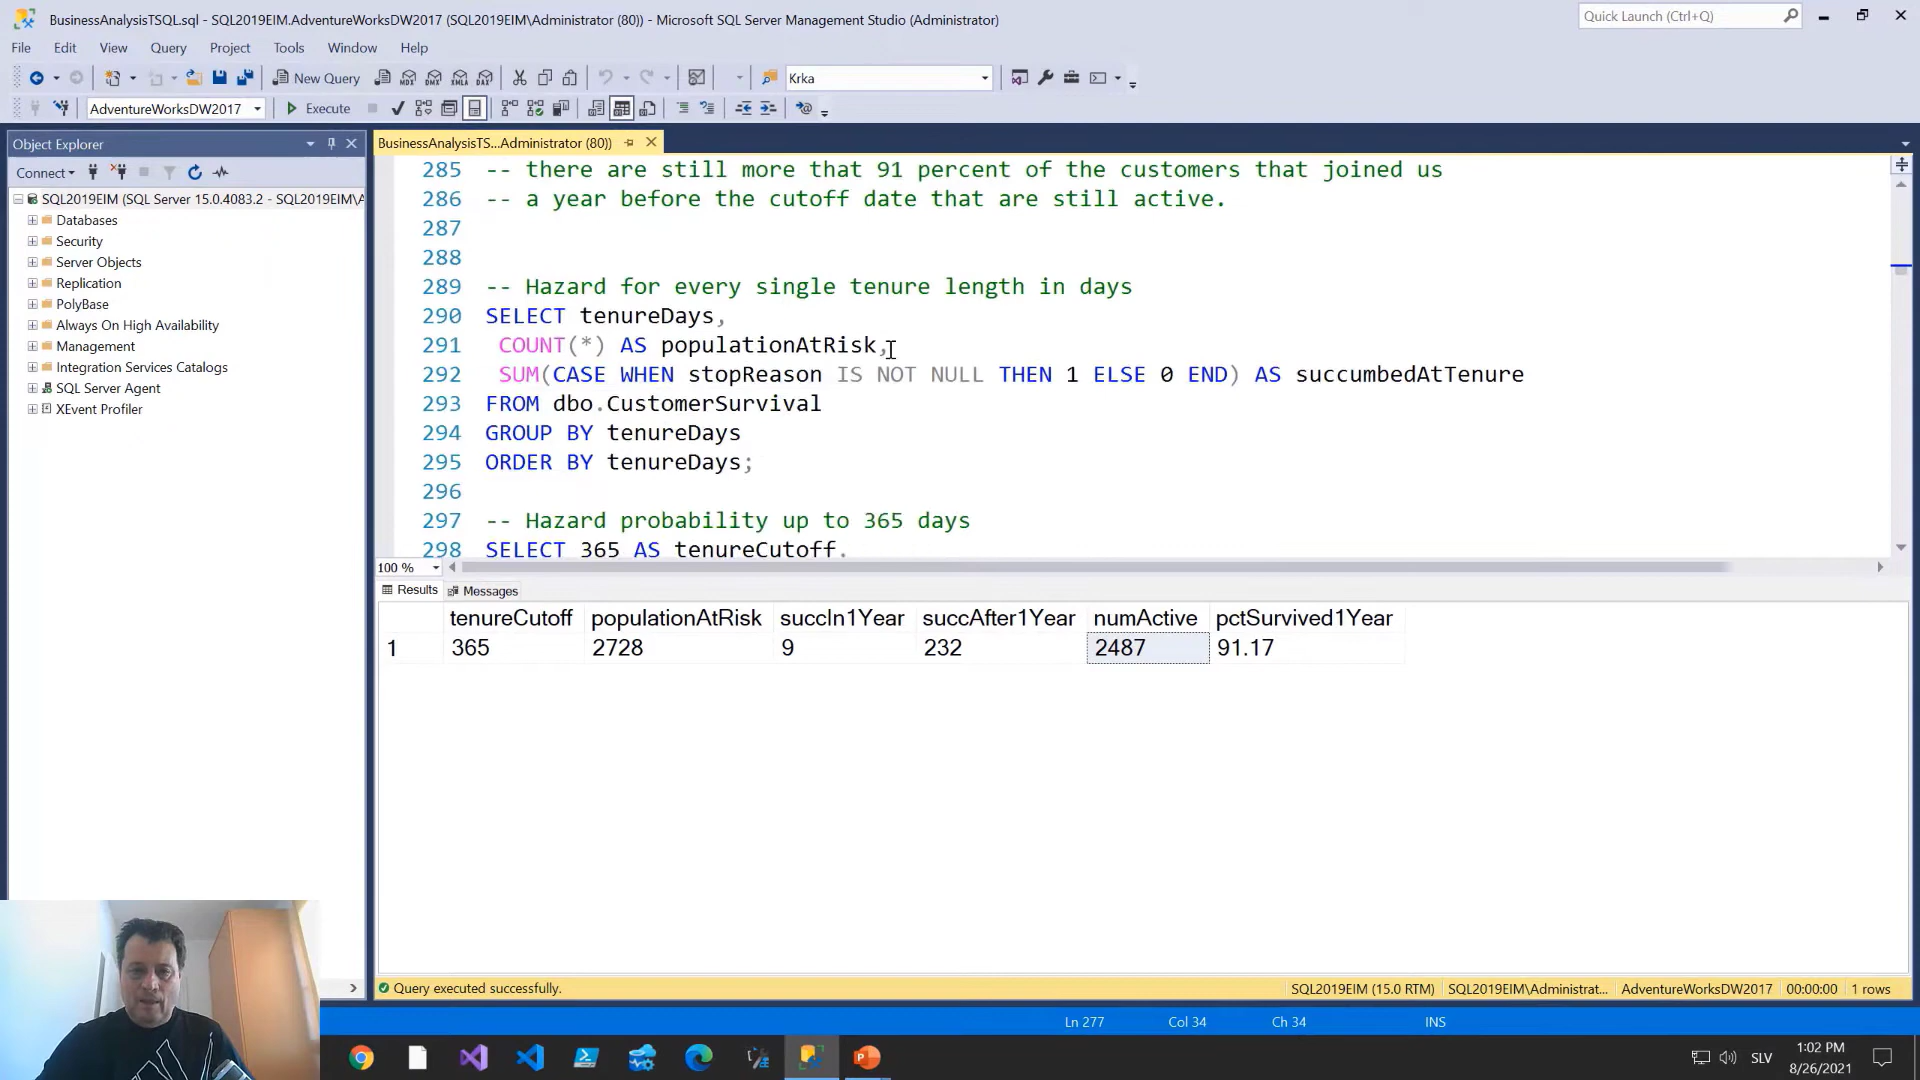 BusinessAnalysisTSQL.sql - SQL2019EIM.AdventureWorksDW2017 (SQL2019EIM\Administrator (80)) - Microsoft SQL Server Management Studio (Administrator)
Quick Launch (Ctrl+Q)
File Edit View Query Project Tools Window Help
New Query
Krka
AdventureWorksDW2017
Execute
Object Explorer
Connect
SQL2019EIM (SQL Server 15.0.4083.2 - SQL2019EIM\A
Databases
Security
Server Objects
Replication
PolyBase
Always On High Availability
Management
Integration Services Catalogs
SQL Server Agent
XEvent Profiler
BusinessAnalysisTS...Administrator (80))
285 -- there are still more that 91 percent of the customers that joined us
286 -- a year before the cutoff date that are still active.
287
288
289 -- Hazard for every single tenure length in days
290 SELECT tenureDays,
291 COUNT(*) AS populationAtRisk,
292 SUM(CASE WHEN stopReason IS NOT NULL THEN 1 ELSE 0 END) AS succumbedAtTenure
293 FROM dbo.CustomerSurvival
294 GROUP BY tenureDays
295 ORDER BY tenureDays;
296
297 -- Hazard probability up to 365 days
298 SELECT 365 AS tenureCutoff,
100 %
Results Messages
tenureCutoff populationAtRisk succIn1Year succAfter1Year numActive pctSurvived1Year
1 365 2728 9 232 2487 91.17
Query executed successfully.
SQL2019EIM (15.0 RTM) SQL2019EIM\Administrat... AdventureWorksDW2017 00:00:00 1 rows
Ln 277 Col 34 Ch 34 INS
SLV
1:02 PM
8/26/2021